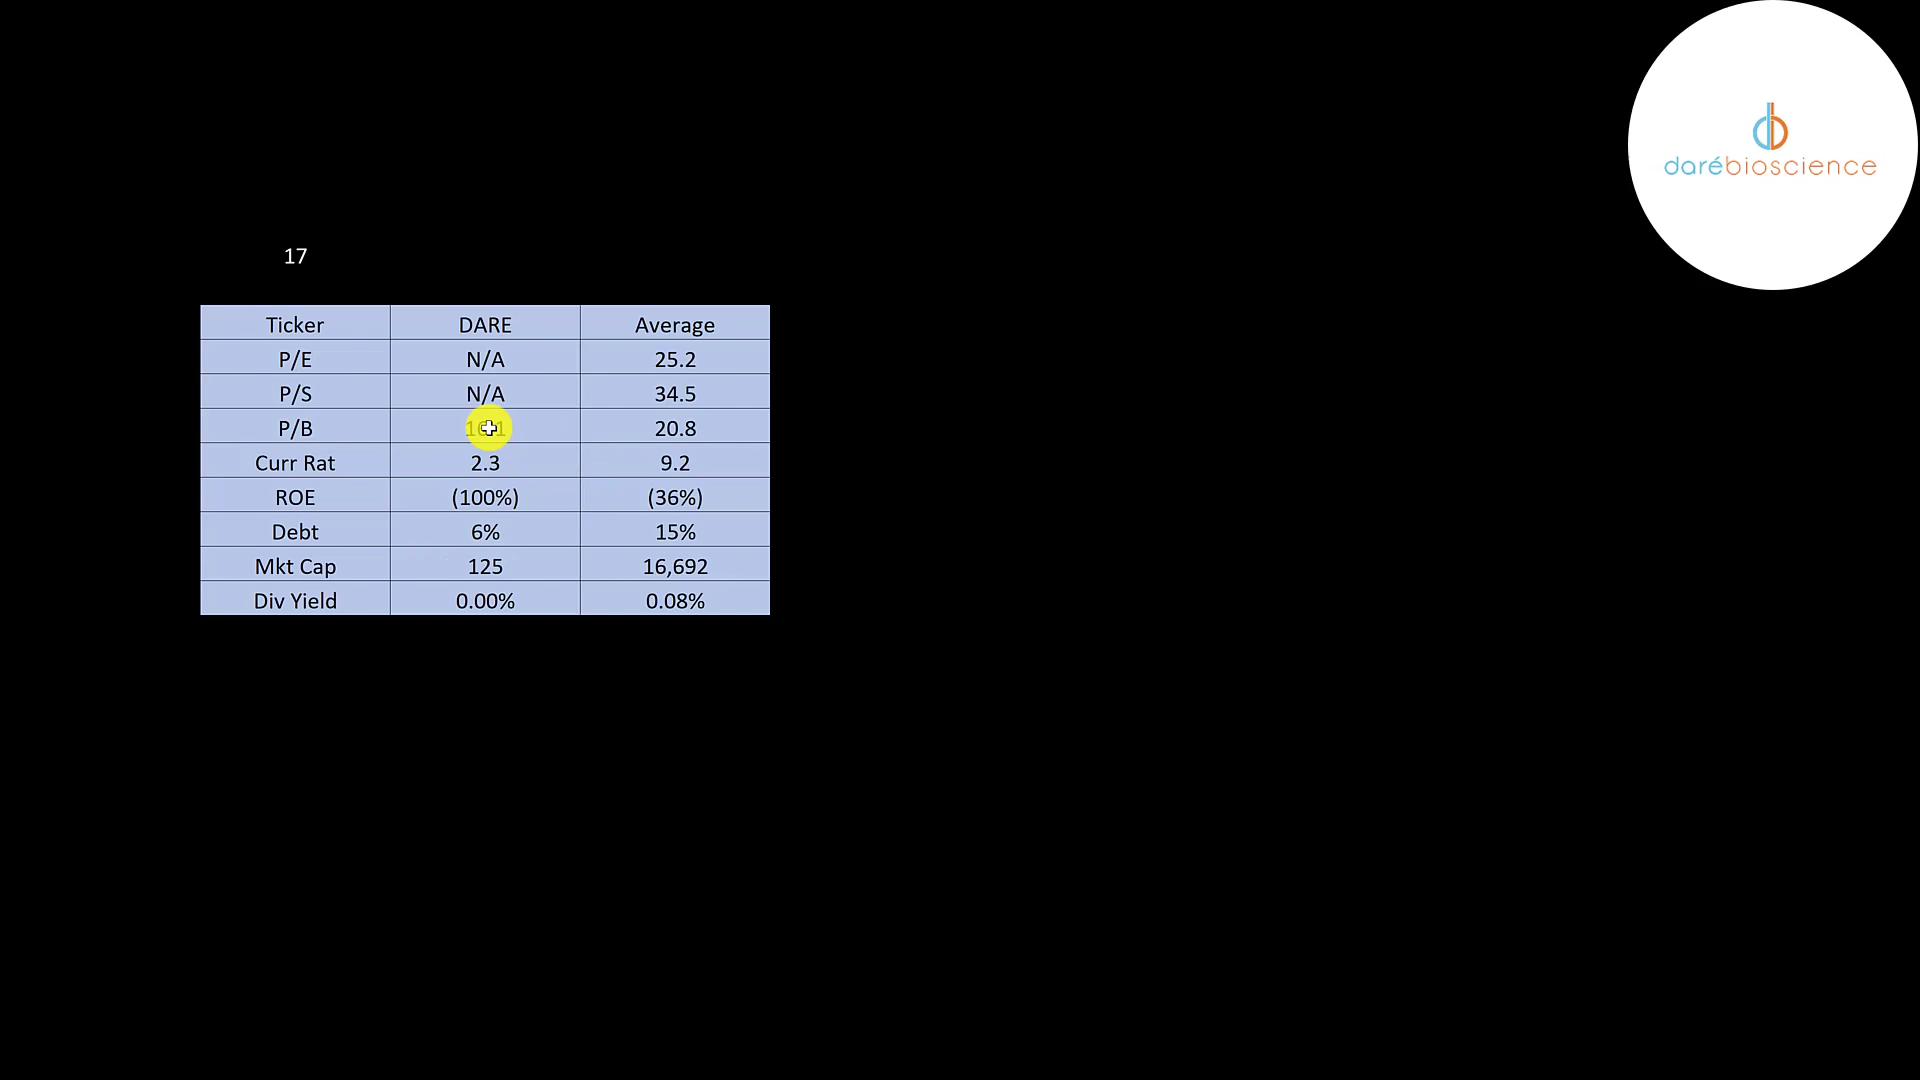 darébioscience
17
Ticker DARE Average
P/E N/A 25.2
P/S N/A 34.5
P/B 20.8
Curr Rat 2.3 9.2
ROE (100%) (36%)
Debt 6% 15%
Mkt Cap 125 16,692
Div Yield 0.00% 0.08%